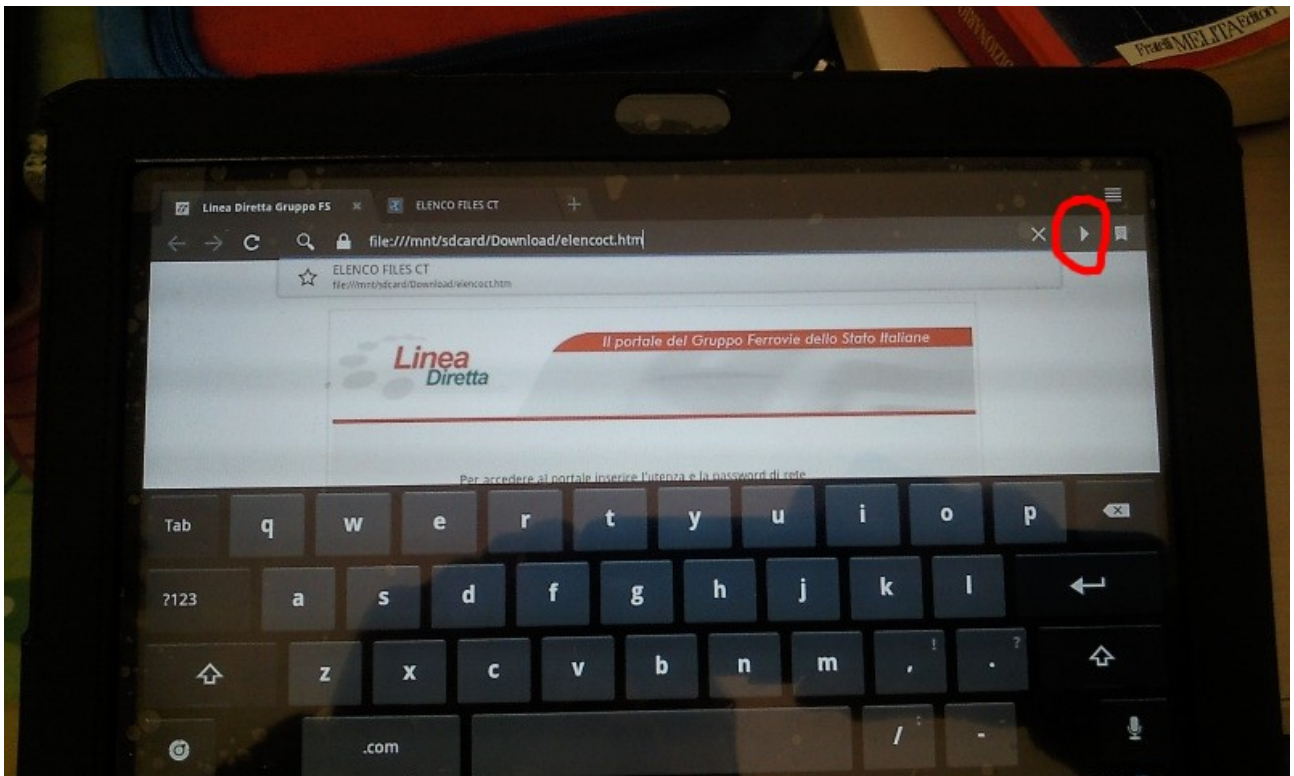 Fratelli MELITA Editori
Linea Diretta Gruppo FS
ELENCO FILES CT
file:///mnt/sdcard/Download/elencoct.htm
ELENCO FILES CT
file:///mnt/sdcard/Download/elencoct.htm
Il portale del Gruppo Ferrovie dello Stato Italiane
Linea
Diretta
Per accedere al portale inserire l'utenza e la password di rete
Tab q w e r t y u i o p
?123 a s d f g h j k l
z x c v b n m , ! . ?
.com / : -